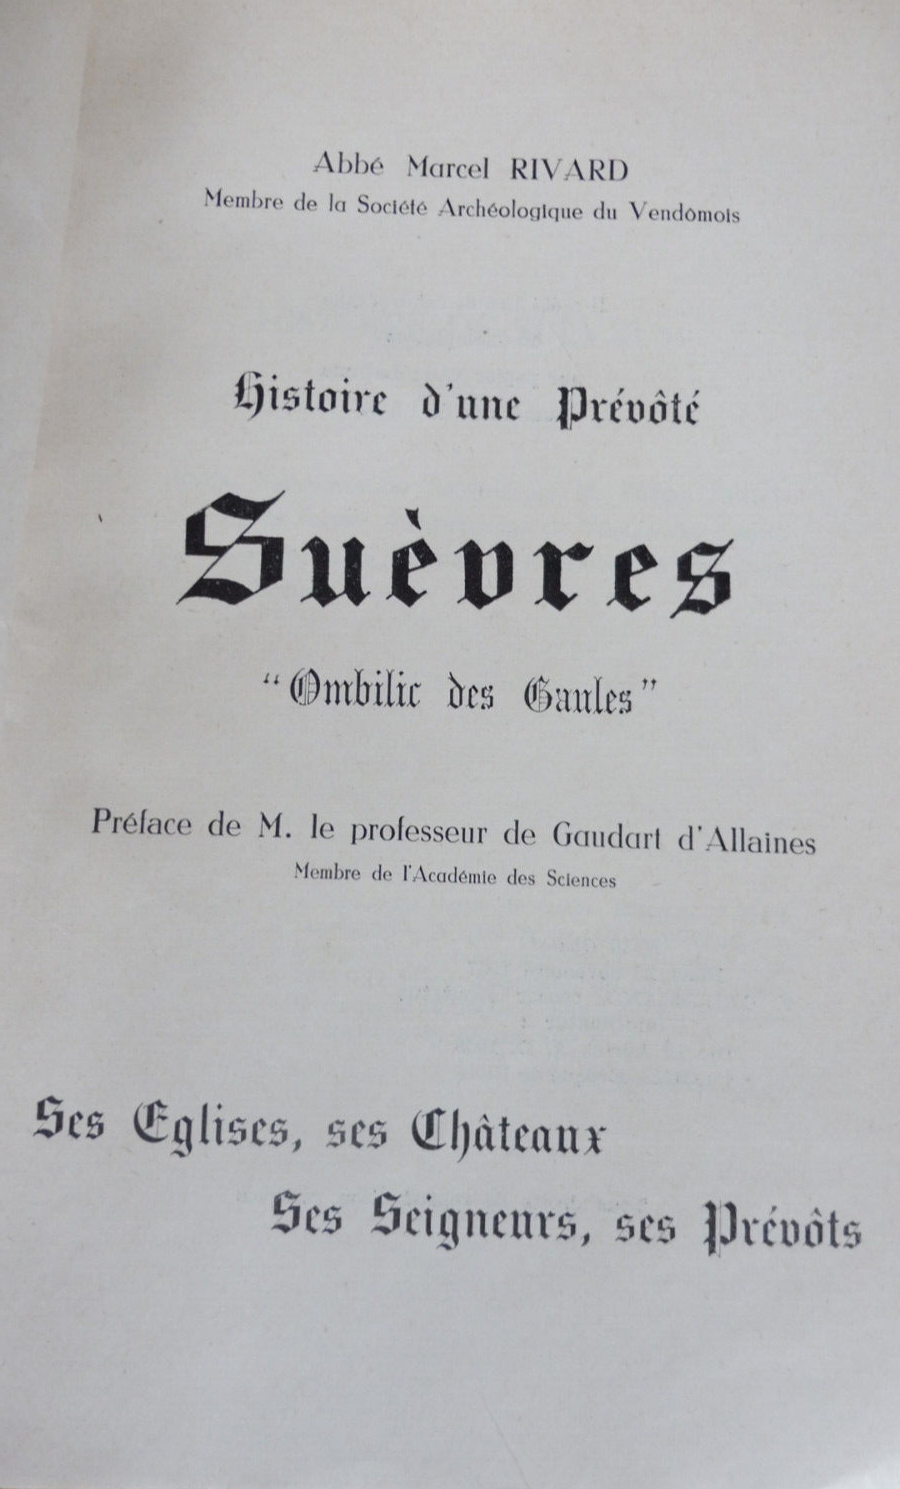 Abbé Marcel RIVARD
Membre de la Société Archéologique du Vendômois
Histoire d'une Prévôté
Suèvres
“Ombilic des Gaules”
Préface de M. le professeur de Gaudart d'Allaines
Membre de l'Académie des Sciences
Ses Eglises, ses Châteaux
Ses Seigneurs, ses Prévôts